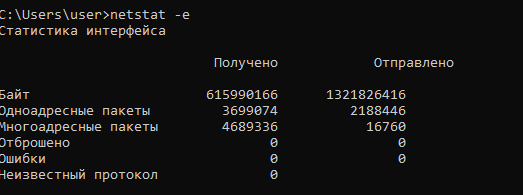 C:\Users\user>netstat -e
Статистика интерфейса
Получено Отправлено
Байт 615990166 1321826416
Одноадресные пакеты 3699074 2188446
Многоадресные пакеты 4689336 16760
Отброшено 0 0
Ошибки 0 0
Неизвестный протокол 0